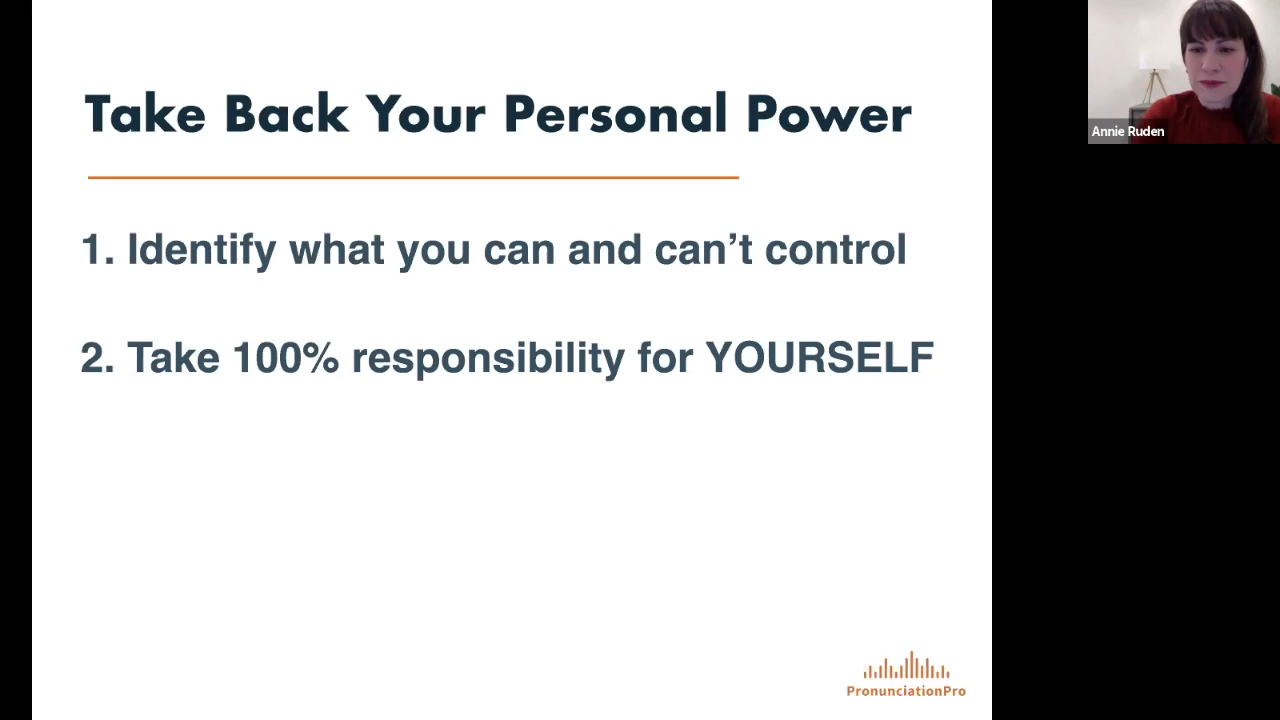 Take Back Your Personal Power
1. Identify what you can and can’t control
2. Take 100% responsibility for YOURSELF
PronunciationPro
Annie Ruden